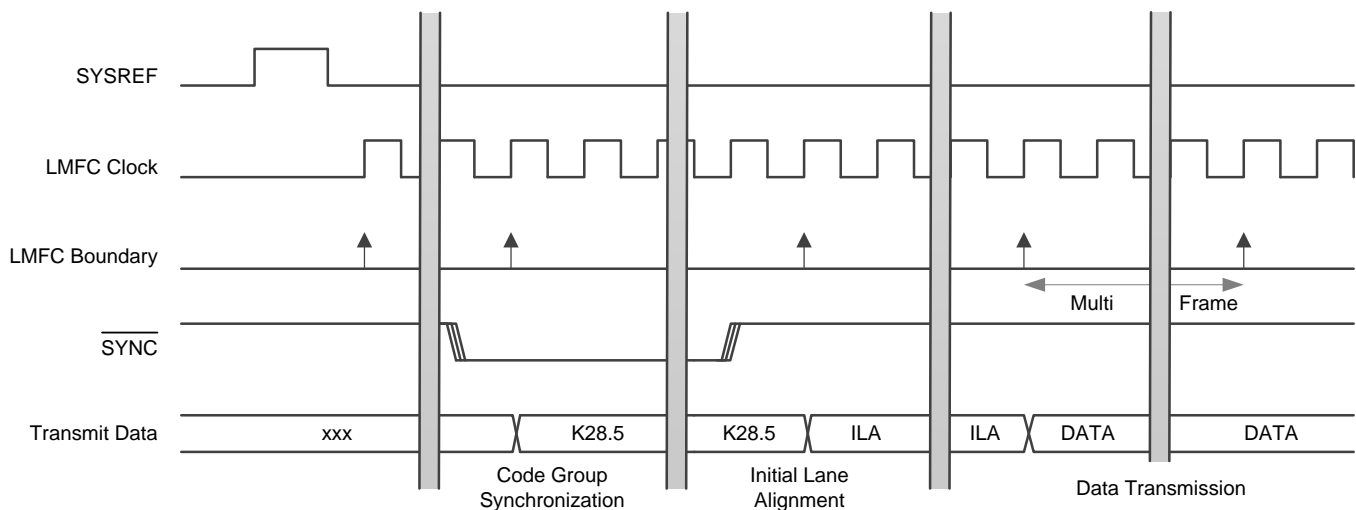 SYSREF
LMFC Clock
LMFC Boundary
Multi Frame
SYNC
Transmit Data
xxx
K28.5
K28.5
ILA
ILA
DATA
DATA
Code Group
Synchronization
Initial Lane
Alignment
Data Transmission